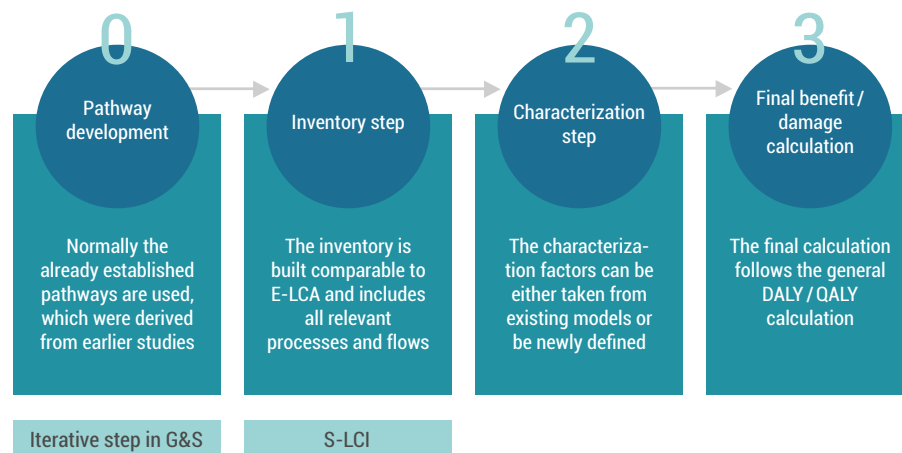 0
Pathway
development
Normally the
already established
pathways are used,
which were derived
from earlier studies
Iterative step in G&S
1
Inventory step
The inventory is
built comparable to
E-LCA and includes
all relevant
processes and flows
S-LCI
2
Characterization
step
The characteriza-
tion factors can be
either taken from
existing models or
be newly defined
3
Final benefit /
damage
calculation
The final calculation
follows the general
DALY / QALY
calculation